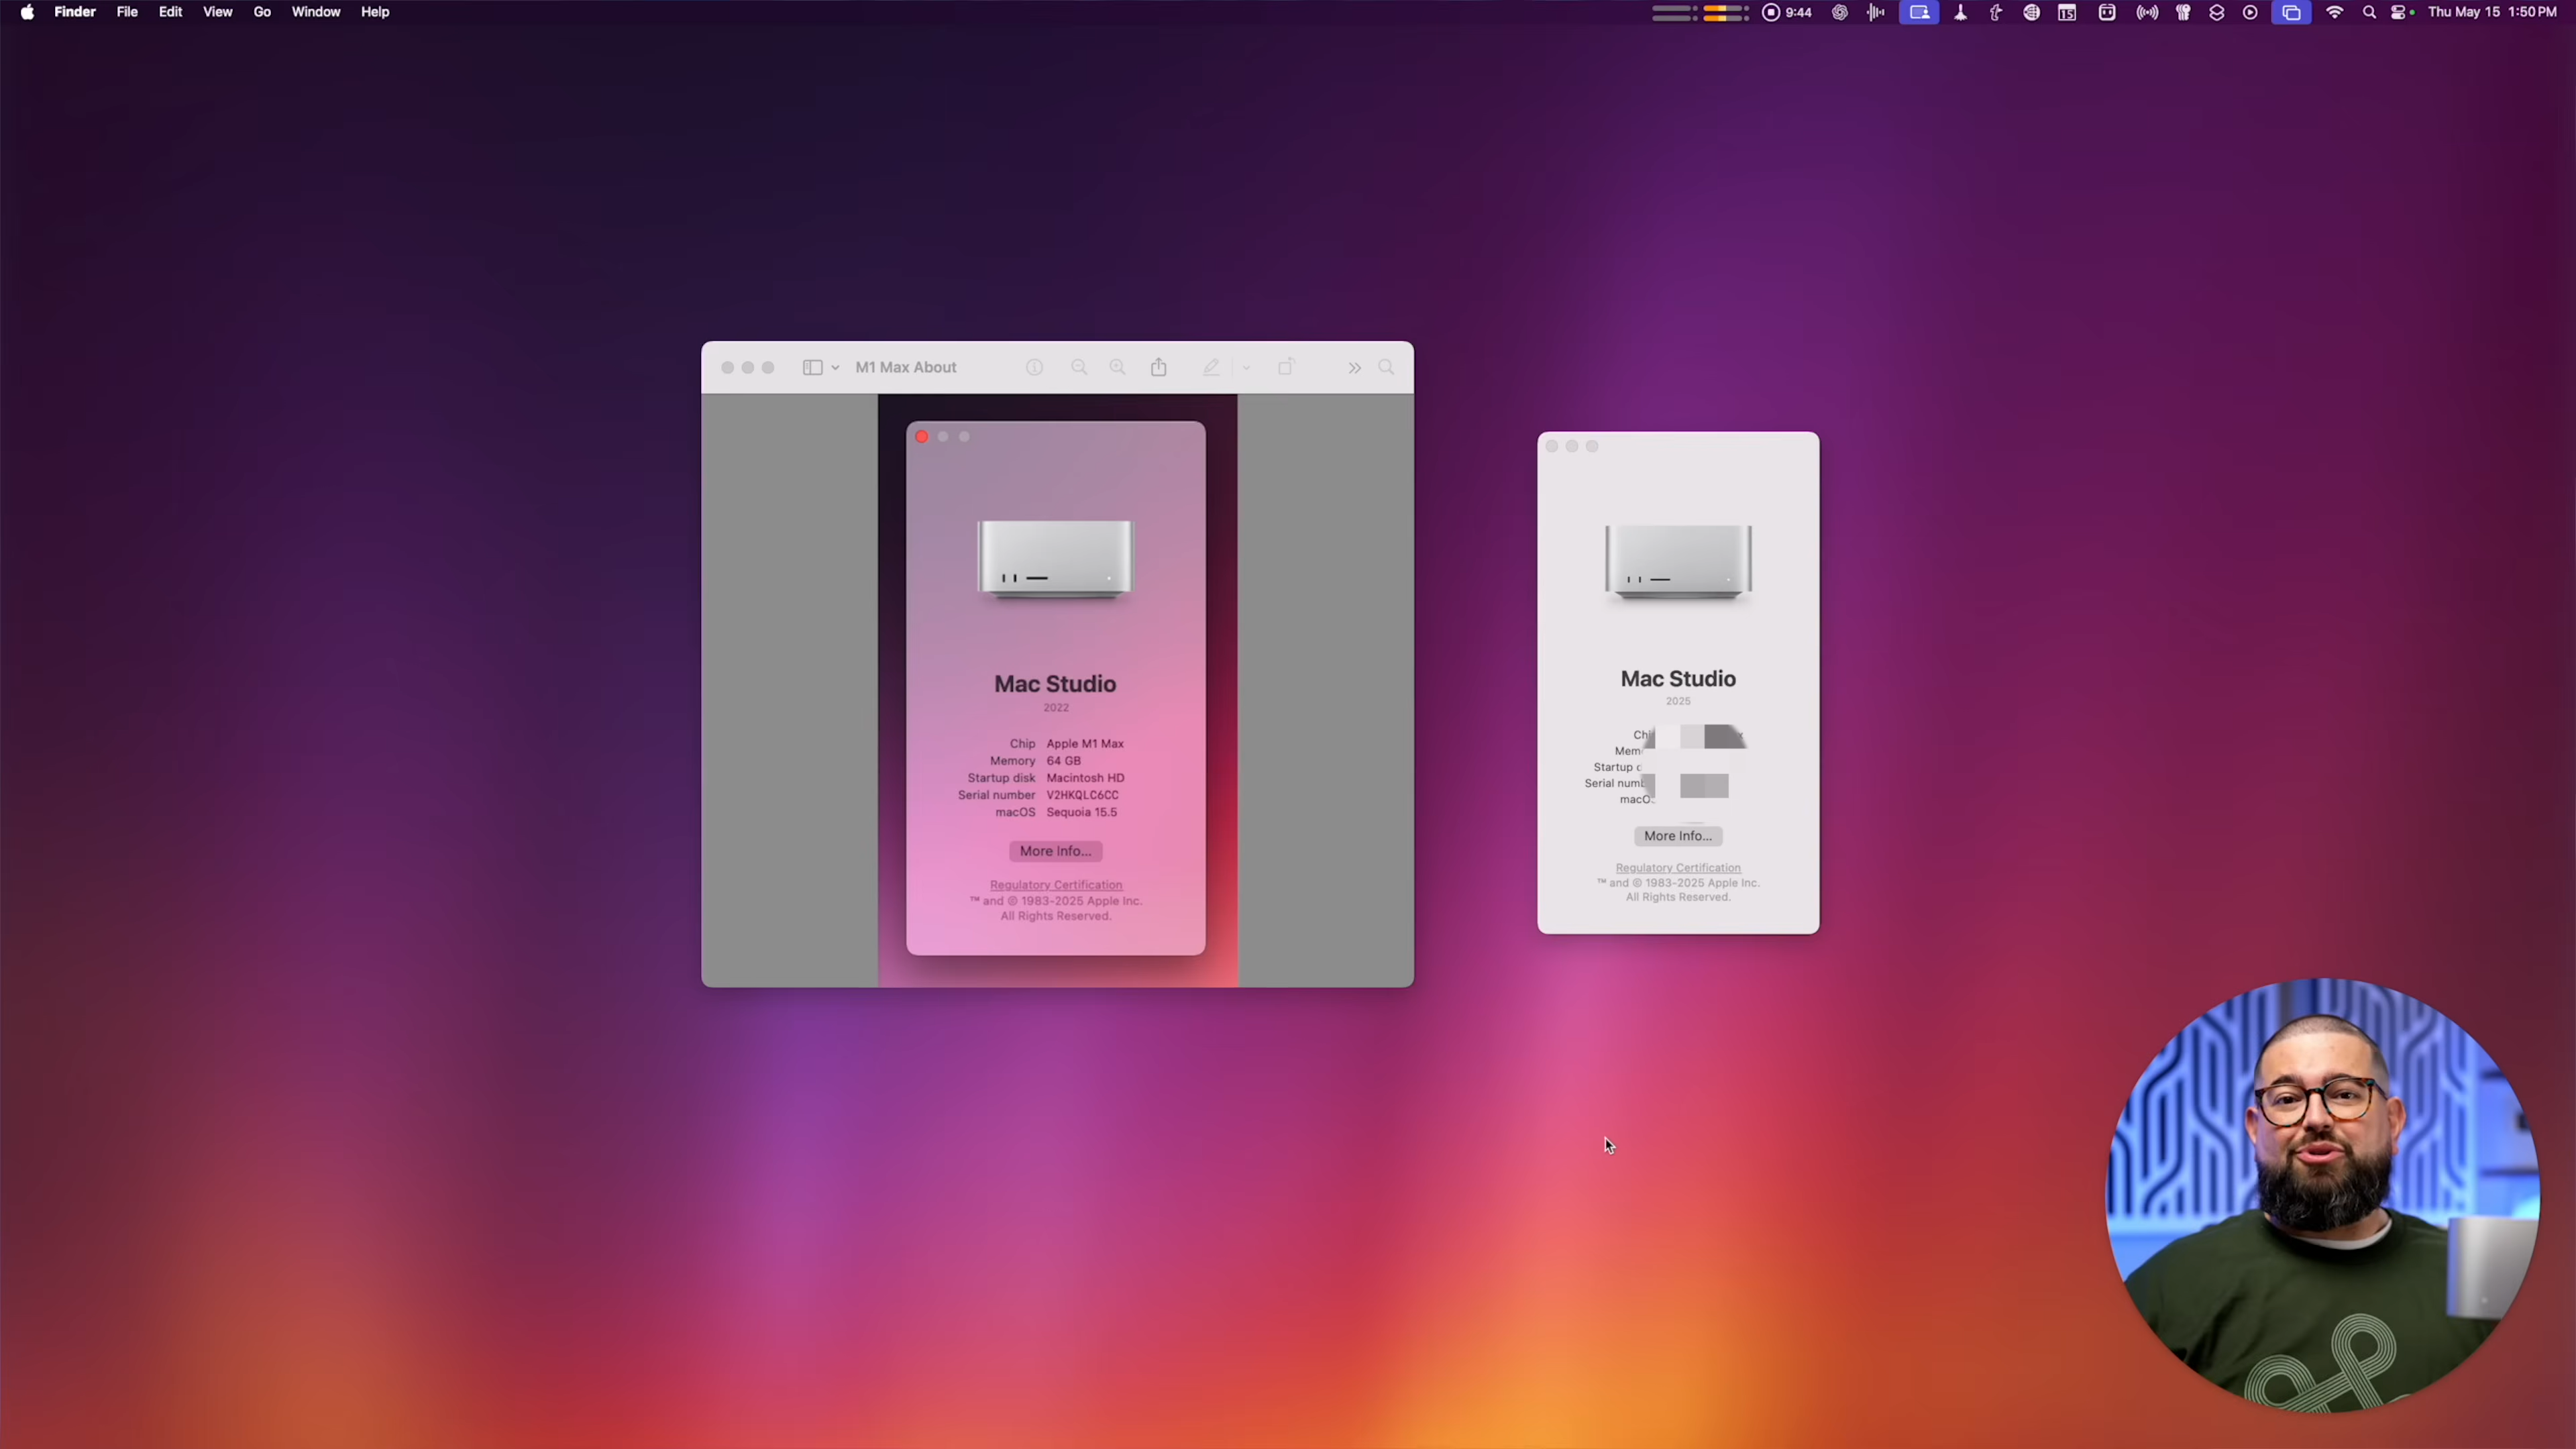 Finder File Edit View Go Window Help
9:44
15
Thu May 15 1:50 PM
M1 Max About
Mac Studio
2022
Chip Apple M1 Max
Memory 64 GB
Startup disk Macintosh HD
Serial number V2HKQLC6CC
macOS Sequoia 15.5
More Info...
Regulatory Certification
™ and © 1983-2025 Apple Inc.
All Rights Reserved.
Mac Studio
2025
Startup
Serial
More Info...
Regulatory Certification
™ and © 1983-2025 Apple Inc.
All Rights Reserved.